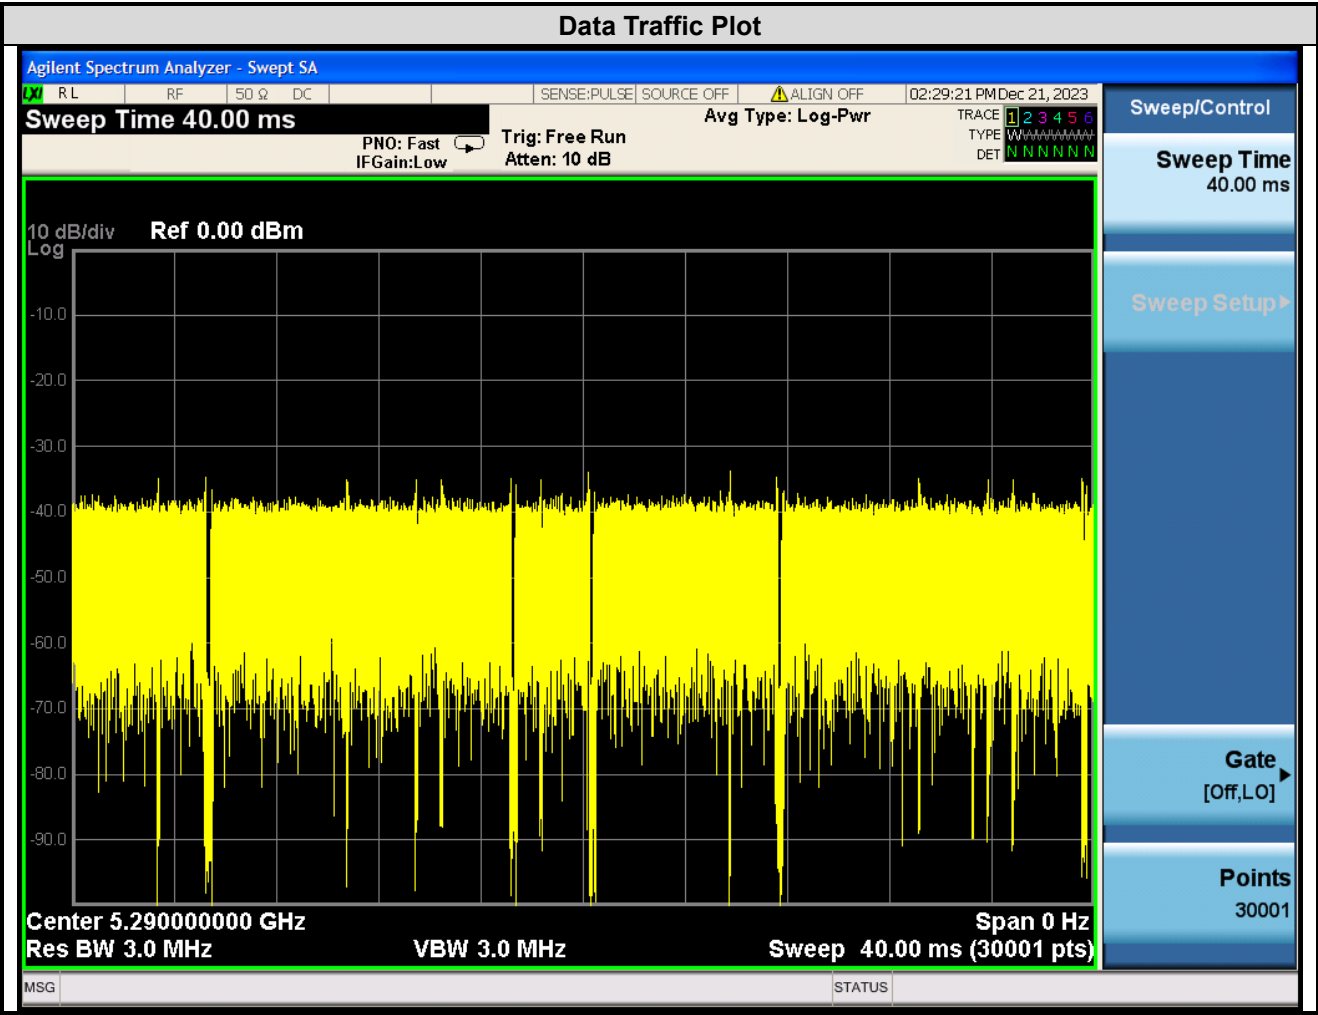 Data Traffic Plot
Agilent Spectrum Analyzer - Swept SA
LXI RL RF 50 Ω DC SENSE:PULSE SOURCE OFF ALIGN OFF 02:29:21 PM Dec 21, 2023
Sweep Time 40.00 ms
PNO: Fast
IFGain:Low
Trig: Free Run
Atten: 10 dB
Avg Type: Log-Pwr
TRACE 1 2 3 4 5 6
TYPE WWWWWW
DET N N N N N N
10 dB/div
Log
Ref 0.00 dBm
-10.0
-20.0
-30.0
-40.0
-50.0
-60.0
-70.0
-80.0
-90.0
Center 5.290000000 GHz Span 0 Hz
Res BW 3.0 MHz VBW 3.0 MHz Sweep 40.00 ms (30001 pts)
MSG STATUS
Sweep/Control
Sweep Time
40.00 ms
Sweep Setup
Gate
[Off,LO]
Points
30001